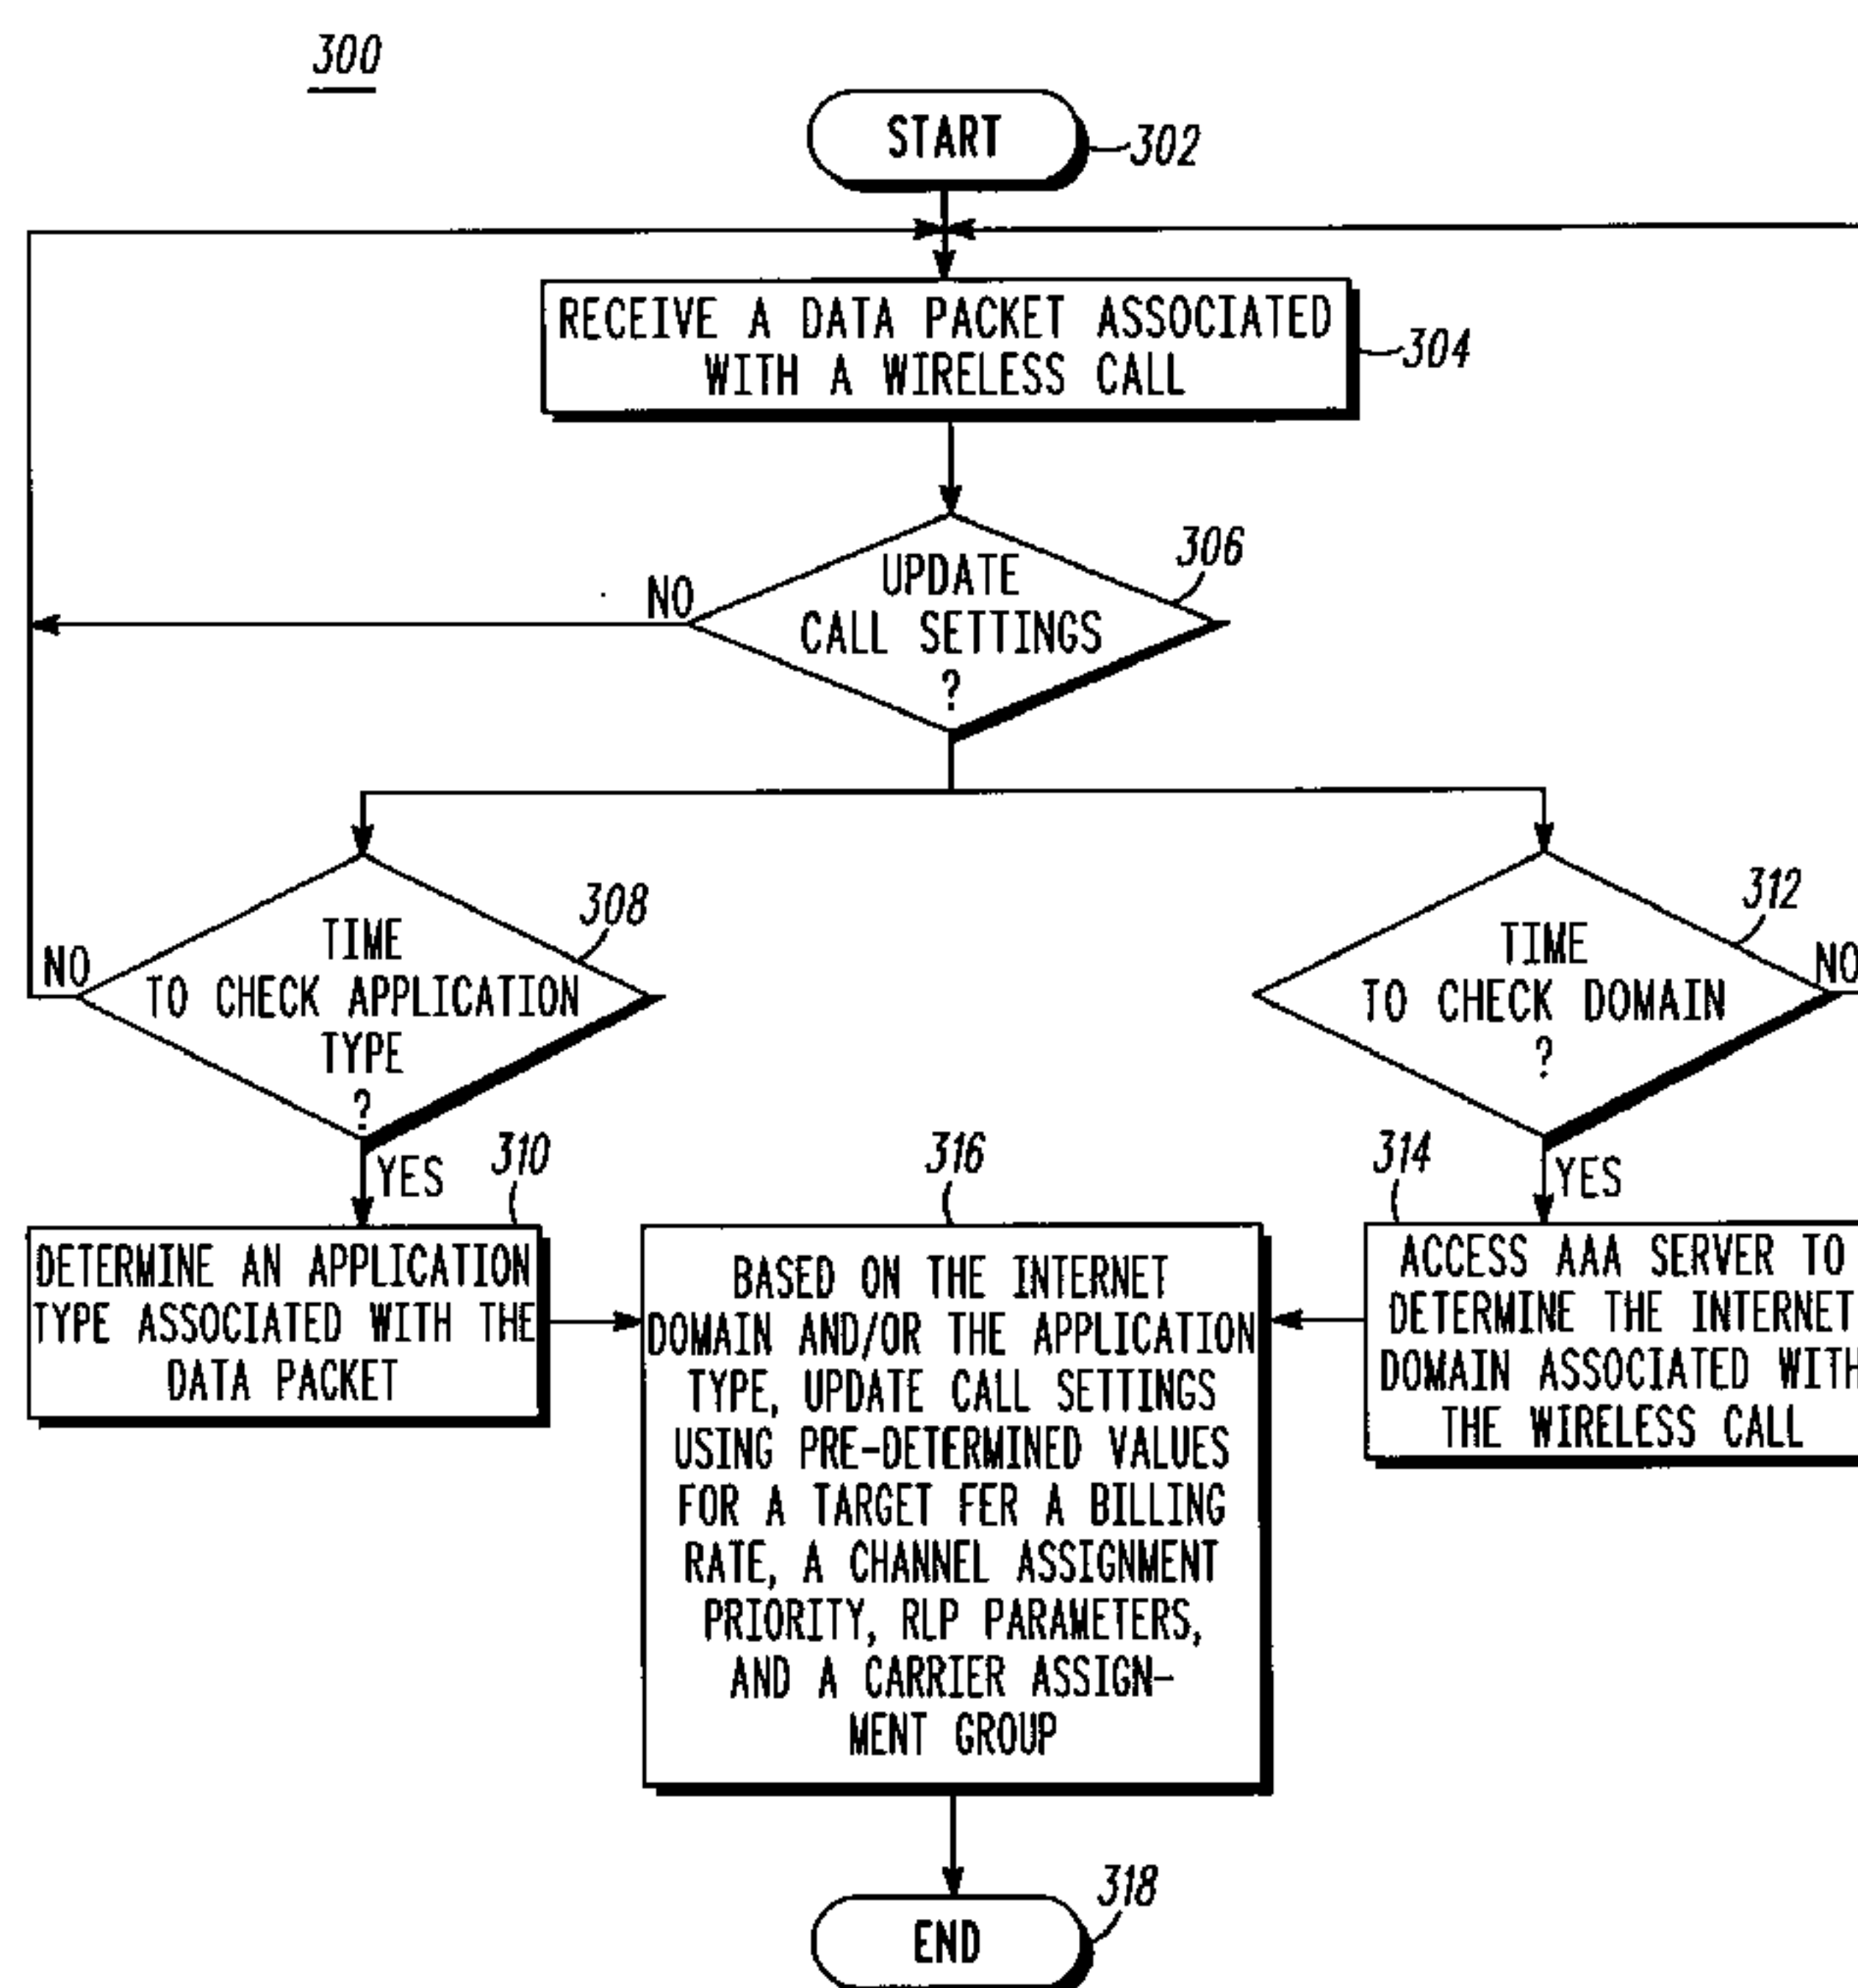 300
START
302
RECEIVE A DATA PACKET ASSOCIATED
WITH A WIRELESS CALL
304
306
UPDATE
CALL SETTINGS
?
NO
308
TIME
TO CHECK APPLICATION
TYPE
?
NO
YES
312
TIME
TO CHECK DOMAIN
?
NO
YES
310
DETERMINE AN APPLICATION
TYPE ASSOCIATED WITH THE
DATA PACKET
316
BASED ON THE INTERNET
DOMAIN AND/OR THE APPLICATION
TYPE, UPDATE CALL SETTINGS
USING PRE-DETERMINED VALUES
FOR A TARGET FER A BILLING
RATE, A CHANNEL ASSIGNMENT
PRIORITY, RLP PARAMETERS,
AND A CARRIER ASSIGN-
MENT GROUP
314
ACCESS AAA SERVER TO
DETERMINE THE INTERNET
DOMAIN ASSOCIATED WITH
THE WIRELESS CALL
318
END